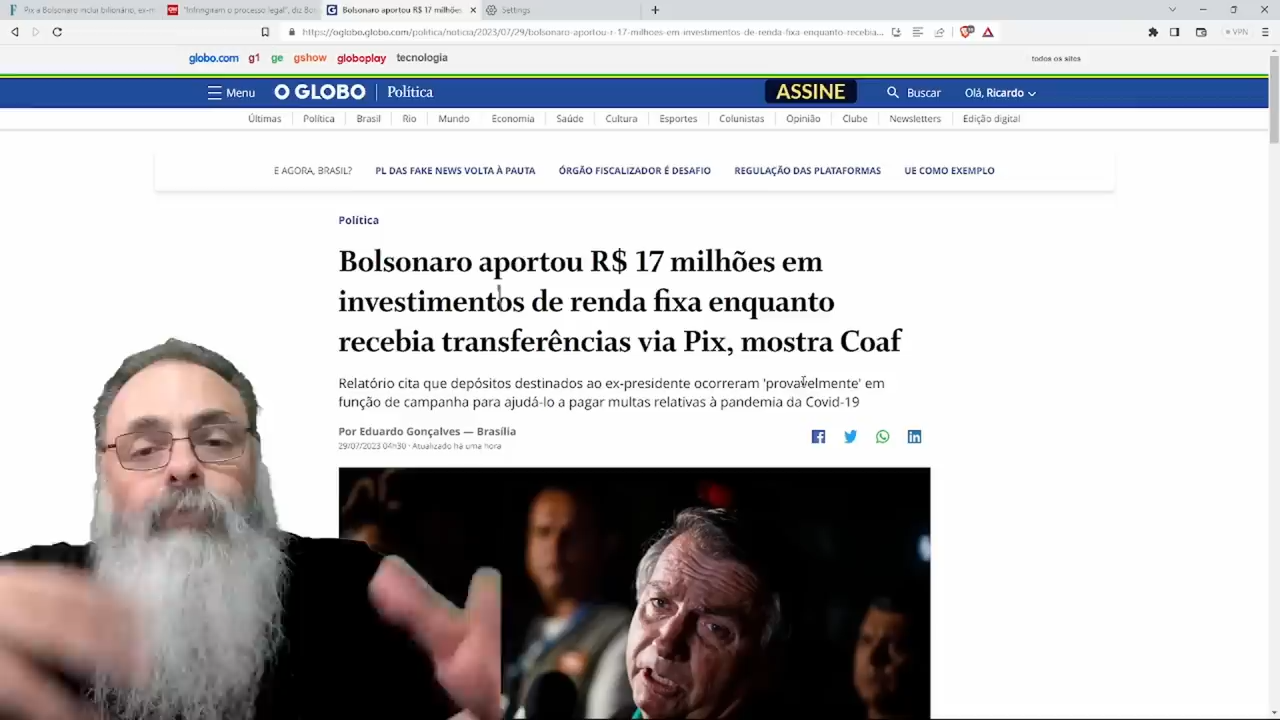 Pix a Bolsonaro inclui bilionário, ex-m
"Infringiram o processo legal", diz Bo
Bolsonaro aportou R$ 17 milhões
Settings
https://oglobo.globo.com/politica/noticia/2023/07/29/bolsonaro-aportou-r-17-milhoes-em-investimentos-de-renda-fixa-enquanto-recebia...
VPN
globo.com g1 ge gshow globoplay tecnologia
todos os sites
Menu O GLOBO Política
ASSINE
Buscar
Olá, Ricardo
Últimas Política Brasil Rio Mundo Economia Saúde Cultura Esportes Colunistas Opinião Clube Newsletters Edição digital
E AGORA, BRASIL? PL DAS FAKE NEWS VOLTA À PAUTA ÓRGÃO FISCALIZADOR É DESAFIO REGULAÇÃO DAS PLATAFORMAS UE COMO EXEMPLO
Política
Bolsonaro aportou R$ 17 milhões em
investimentos de renda fixa enquanto
recebia transferências via Pix, mostra Coaf
Relatório cita que depósitos destinados ao ex-presidente ocorreram 'provavelmente' em
função de campanha para ajudá-lo a pagar multas relativas à pandemia da Covid-19
Por Eduardo Gonçalves — Brasília
29/07/2023 04h30 · Atualizado há uma hora